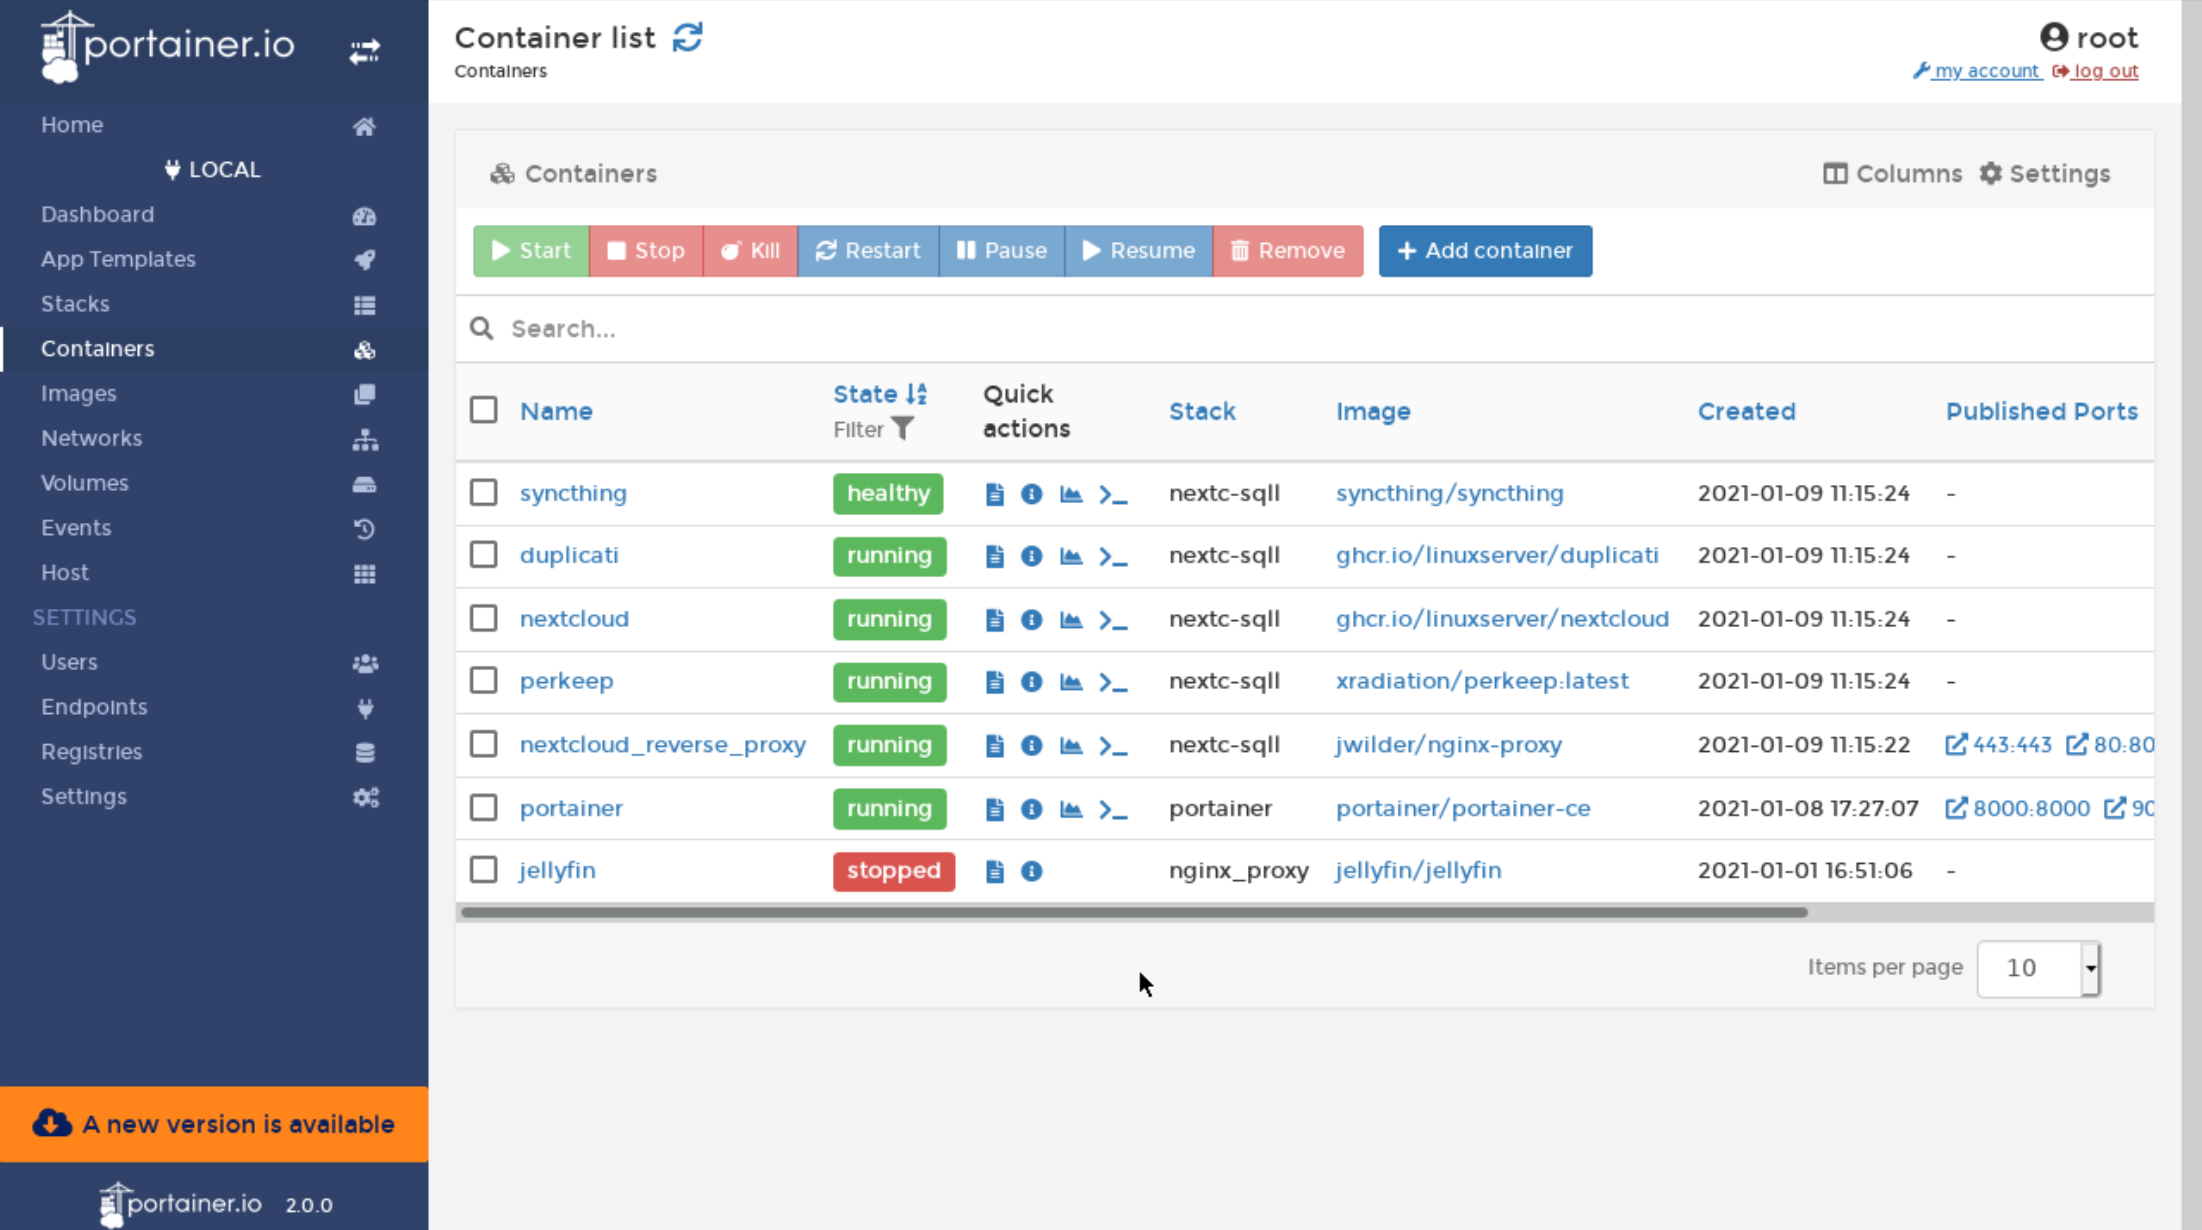 portainer.io
Home
LOCAL
Dashboard
App Templates
Stacks
Containers
Images
Networks
Volumes
Events
Host
SETTINGS
Users
Endpoints
Registries
Settings
A new version is available
portainer.io 2.0.0
Container list
Containers
root
my account log out
Containers
Columns Settings
Start Stop Kill Restart Pause Resume Remove + Add container
Search...
Name State Filter Quick actions Stack Image Created Published Ports
syncthing healthy nextc-sqll syncthing/syncthing 2021-01-09 11:15:24 -
duplicati running nextc-sqll ghcr.io/linuxserver/duplicati 2021-01-09 11:15:24 -
nextcloud running nextc-sqll ghcr.io/linuxserver/nextcloud 2021-01-09 11:15:24 -
perkeep running nextc-sqll xradiation/perkeep:latest 2021-01-09 11:15:24 -
nextcloud_reverse_proxy running nextc-sqll jwilder/nginx-proxy 2021-01-09 11:15:22 443:443 80:80
portainer running portainer portainer/portainer-ce 2021-01-08 17:27:07 8000:8000 90
jellyfin stopped nginx_proxy jellyfin/jellyfin 2021-01-01 16:51:06 -
Items per page 10